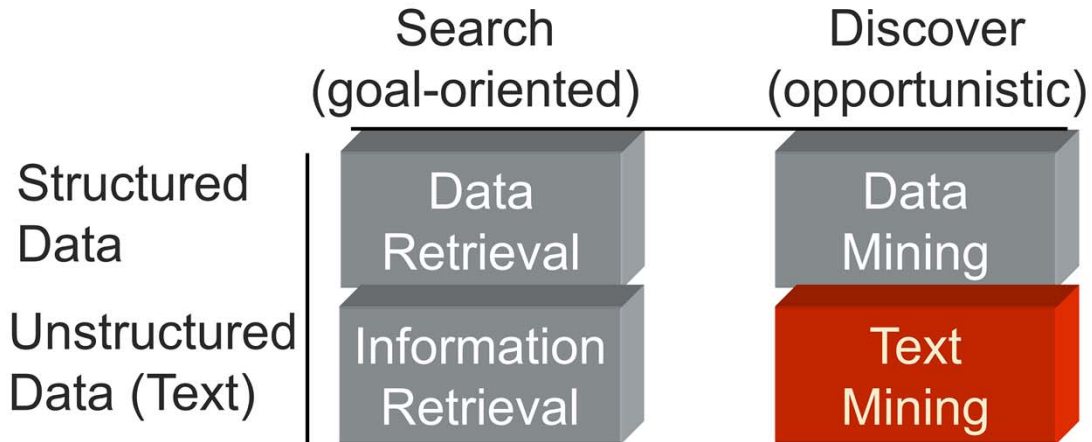 Search
(goal-oriented)
Discover
(opportunistic)
Structured
Data
Data
Retrieval
Data
Mining
Unstructured
Data (Text)
Information
Retrieval
Text
Mining